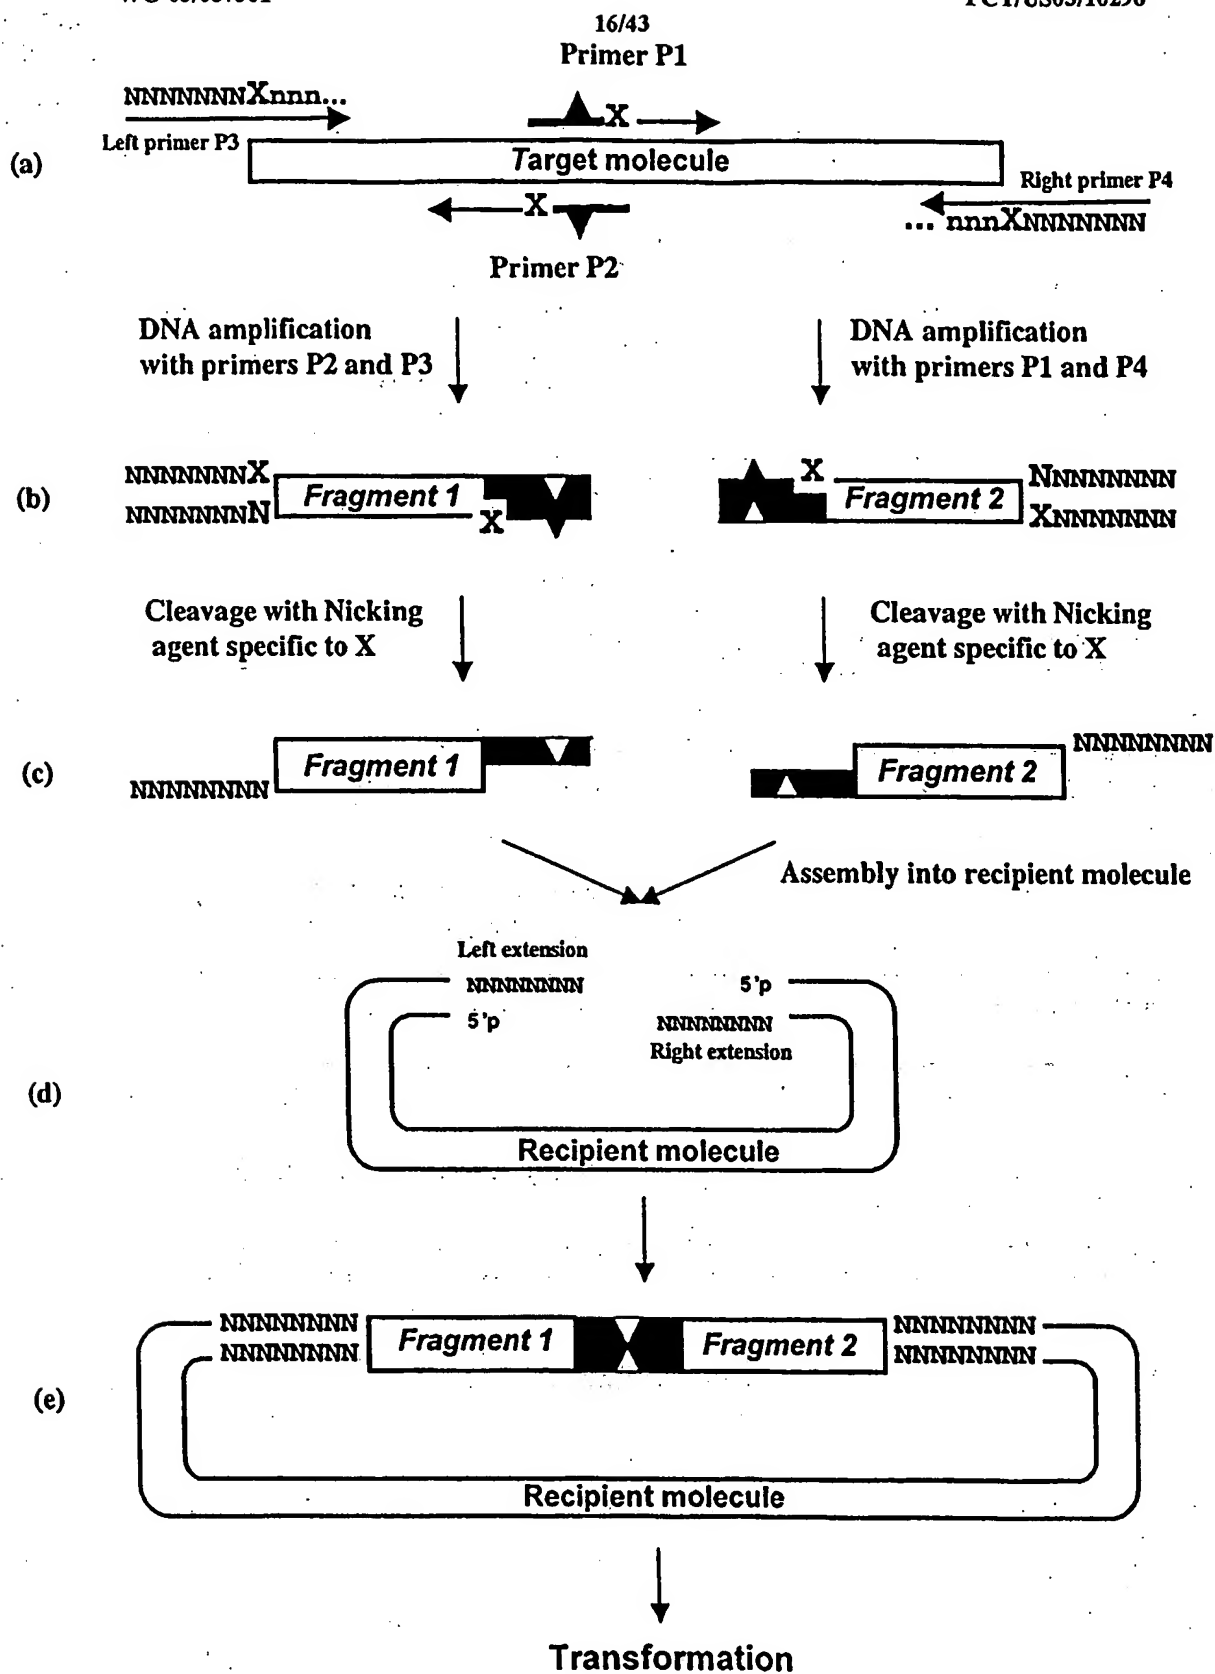 16/43
Primer P1
NNNNNNNXnnn...
X
Left primer P3
(a)
Target molecule
Right primer P4
X
... nnnXNNNNNNN
Primer P2
DNA amplification
with primers P2 and P3
DNA amplification
with primers P1 and P4
(b)
NNNNNNNX
NNNNNNNN
Fragment 1
X
X
Fragment 2
NNNNNNNN
XNNNNNNN
Cleavage with Nicking
agent specific to X
Cleavage with Nicking
agent specific to X
(c)
NNNNNNNN
Fragment 1
Fragment 2
NNNNNNNN
Assembly into recipient molecule
Left extension
NNNNNNNN
5'p
5'p
NNNNNNNN
Right extension
(d)
Recipient molecule
NNNNNNNN
NNNNNNNN
Fragment 1
Fragment 2
NNNNNNNN
NNNNNNNN
(e)
Recipient molecule
Transformation